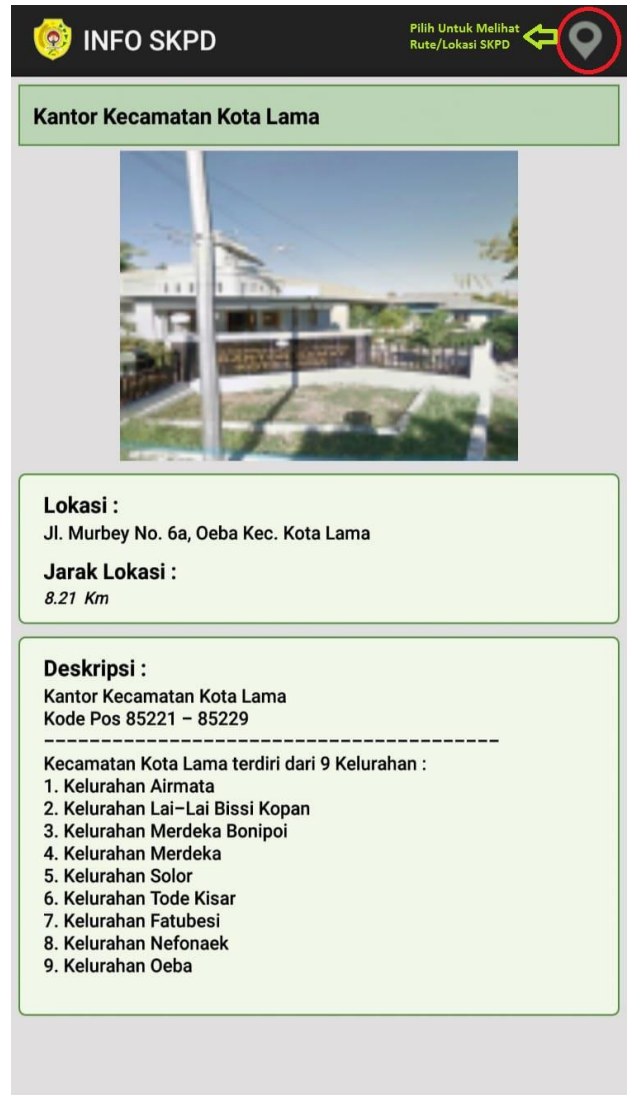 INFO SKPD
Pilih Untuk Melihat
Rute/Lokasi SKPD
Kantor Kecamatan Kota Lama
Lokasi :
Jl. Murbey No. 6a, Oeba Kec. Kota Lama
Jarak Lokasi :
8.21 Km
Deskripsi :
Kantor Kecamatan Kota Lama
Kode Pos 85221 – 85229
------------------------------------------
Kecamatan Kota Lama terdiri dari 9 Kelurahan :
1. Kelurahan Airmata
2. Kelurahan Lai–Lai Bissi Kopan
3. Kelurahan Merdeka Bonipoi
4. Kelurahan Merdeka
5. Kelurahan Solor
6. Kelurahan Tode Kisar
7. Kelurahan Fatubesi
8. Kelurahan Nefonaek
9. Kelurahan Oeba